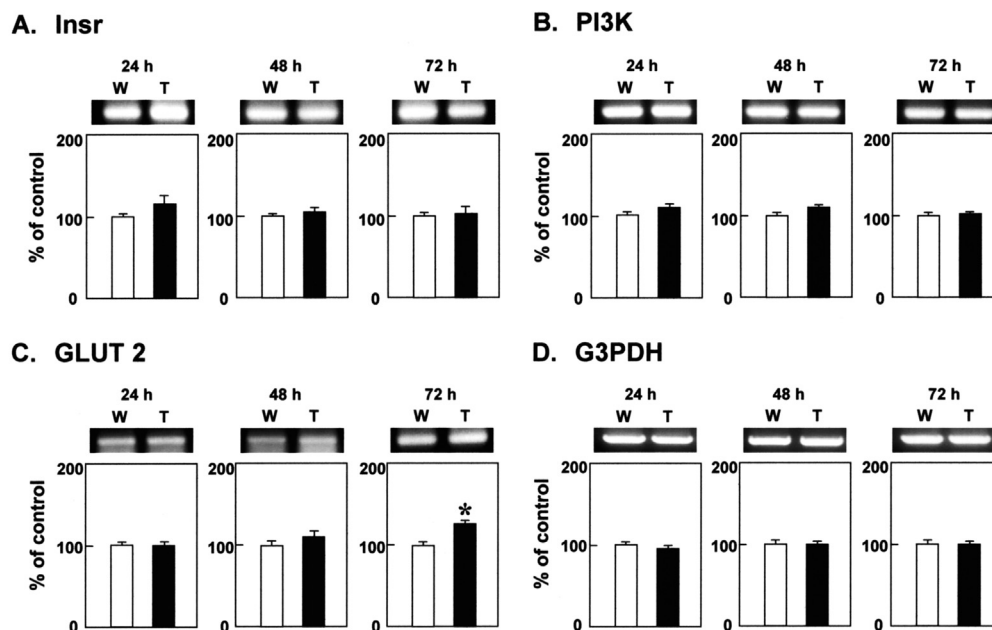 A. Insr
24 h 48 h 72 h
W T W T W T
200 200 200
% of control
100 100 100
0 0 0
B. PI3K
24 h 48 h 72 h
W T W T W T
200 200 200
% of control
100 100 100
0 0 0
C. GLUT 2
24 h 48 h 72 h
W T W T W T
200 200 200
% of control
*
100 100 100
0 0 0
D. G3PDH
24 h 48 h 72 h
W T W T W T
200 200 200
% of control
100 100 100
0 0 0